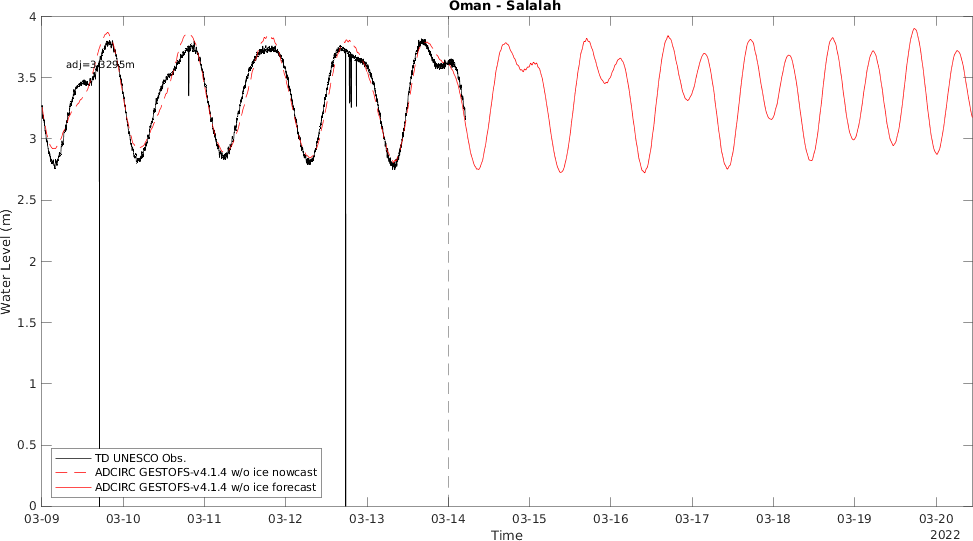 Oman - Salalah
4
3.5
3
2.5
2
1.5
1
0.5
0
Water Level (m)
adj=3.3295m
TD UNESCO Obs.
ADCIRC GESTOFS-v4.1.4 w/o ice nowcast
ADCIRC GESTOFS-v4.1.4 w/o ice forecast
03-09 03-10 03-11 03-12 03-13 03-14 03-15 03-16 03-17 03-18 03-19 03-20
2022
Time